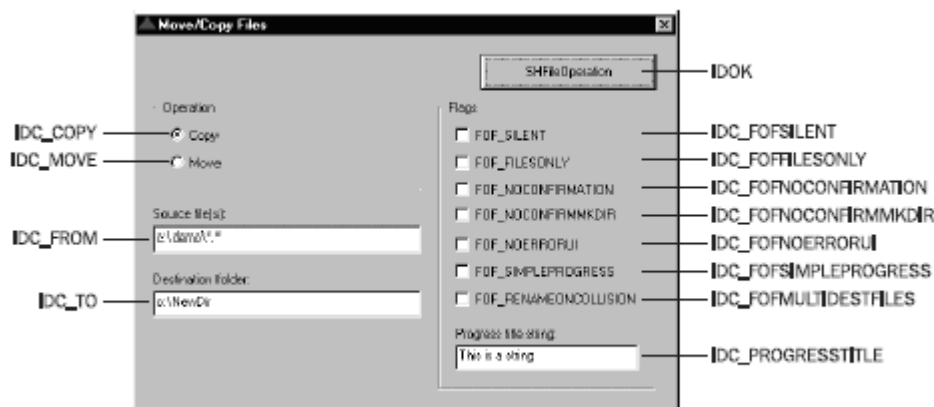 Move/Copy Files
SHFileOperation
IDOK
Operation
Flags
IDC_COPY
Copy
FOF_SILENT
IDC_FOFSILENT
IDC_MOVE
Move
FOF_FILESONLY
IDC_FOFFILESONLY
FOF_NOCONFIRMATION
IDC_FOFNOCONFIRMATION
Source file(s):
FOF_NOCONFIRMMKDIR
IDC_FOFNOCONFIRMMKDIR
IDC_FROM
c:\demo\*.*
FOF_NOERRORUI
IDC_FOFNOERRORUI
Destination folder:
FOF_SIMPLEPROGRESS
IDC_FOFSIMPLEPROGRESS
IDC_TO
c:\NewDir
FOF_RENAMEONCOLLISION
IDC_FOFMULTIDESTFILES
Progress title string:
This is a string
IDC_PROGRESSTITLE